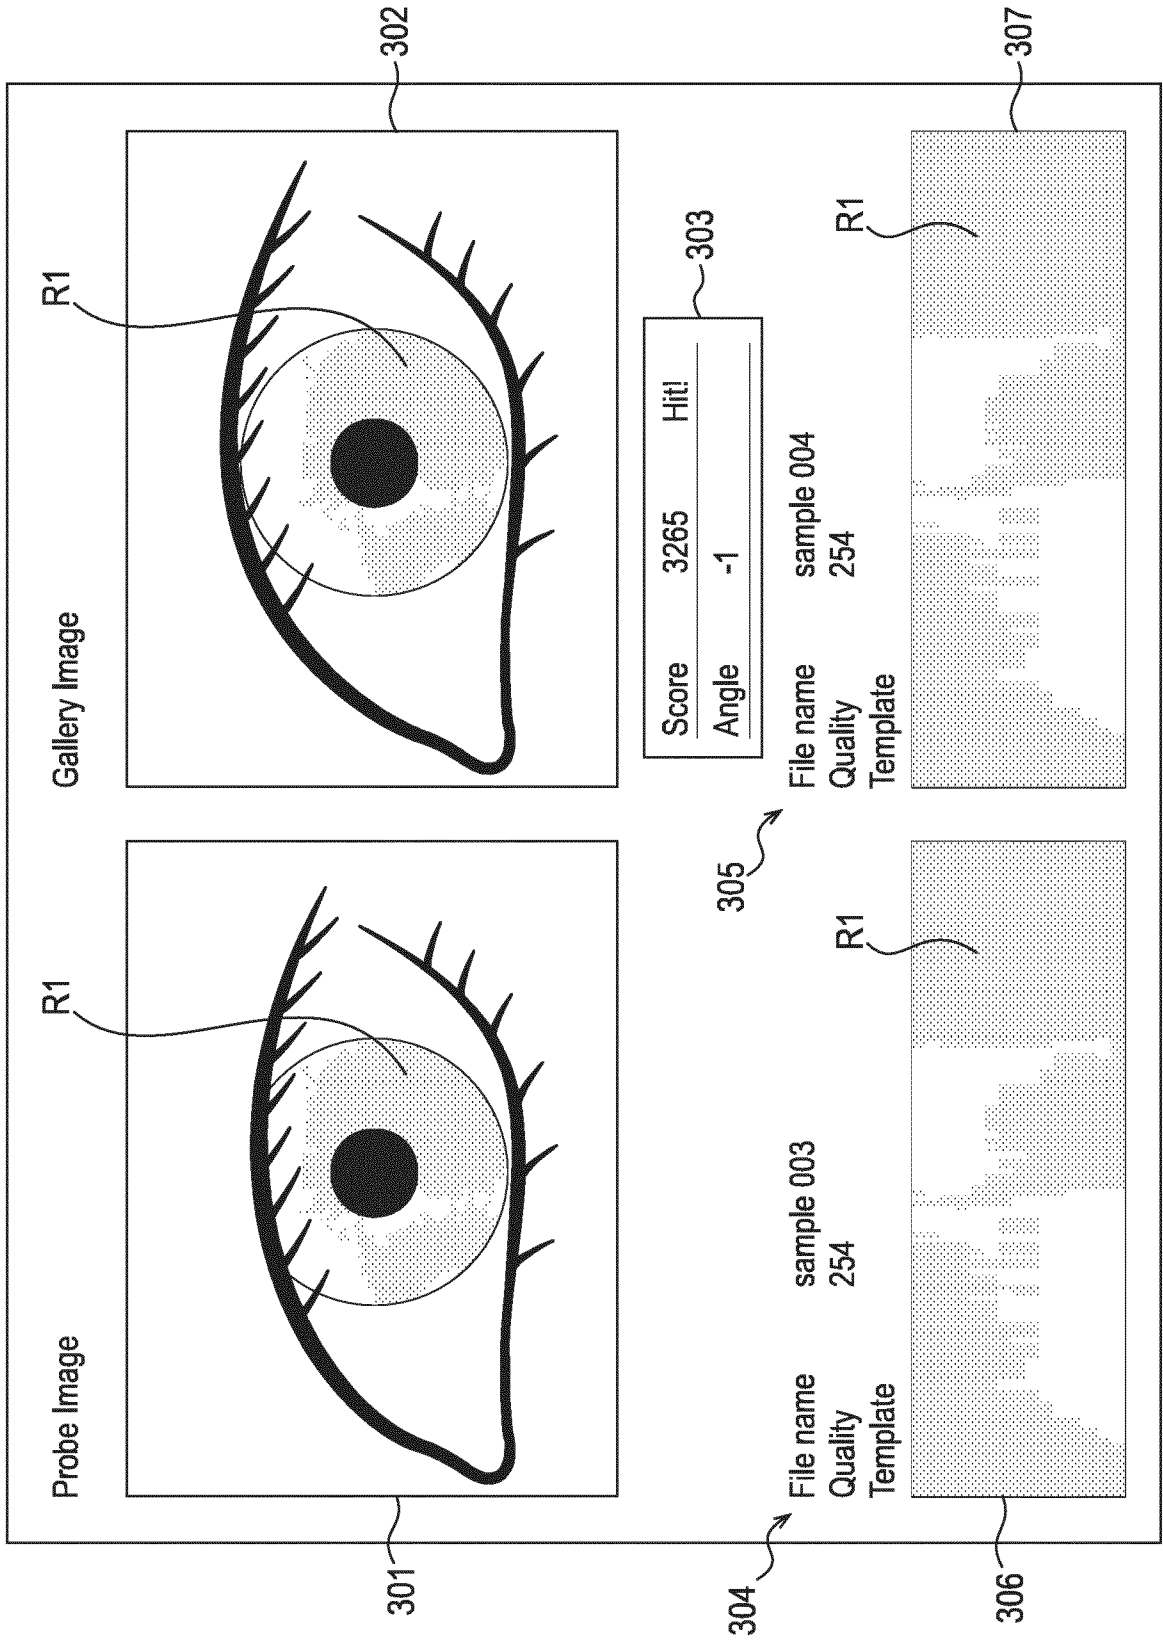 Probe Image
Gallery Image
R1
R1
301
302
Score 3265 Hit!
Angle -1
303
304
305
File name sample 003
Quality 254
Template
File name sample 004
Quality 254
Template
R1
R1
306
307